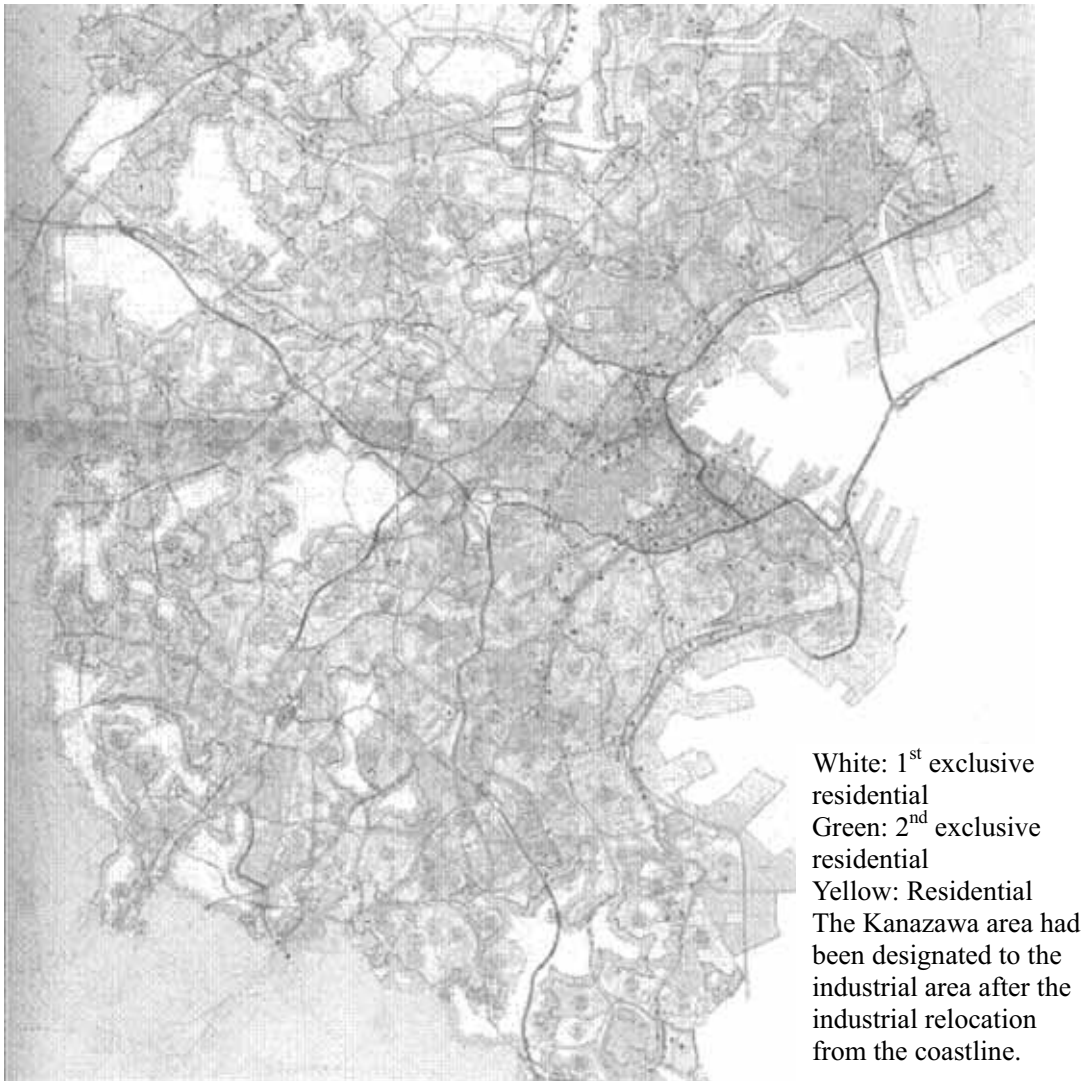 White: 1st exclusive
residential
Green: 2nd exclusive
residential
Yellow: Residential
The Kanazawa area had
been designated to the
industrial area after the
industrial relocation
from the coastline.